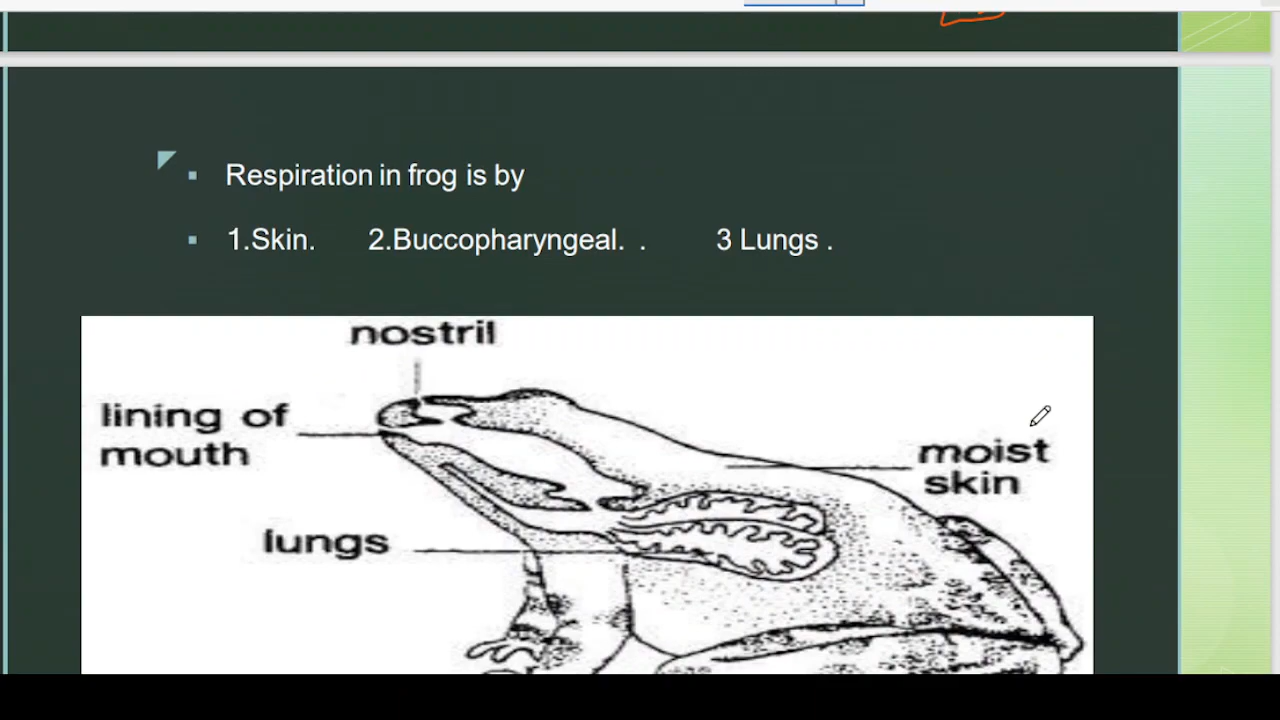 Respiration in frog is by
1.Skin. 2.Buccopharyngeal. . 3 Lungs .
nostril
lining of
mouth
moist
skin
lungs